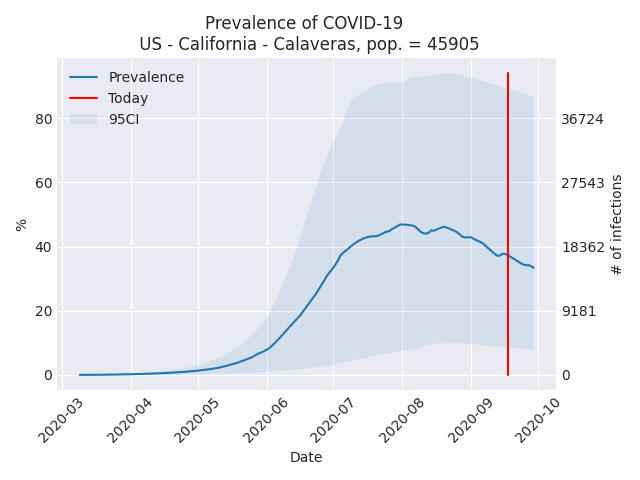 Prevalence of COVID-19
US - California - Calaveras, pop. = 45905
Prevalence
Today
95CI
%
80
60
40
20
0
36724
27543
18362
9181
0
# of infections
2020-03
2020-04
2020-05
2020-06
2020-07
2020-08
2020-09
2020-10
Date